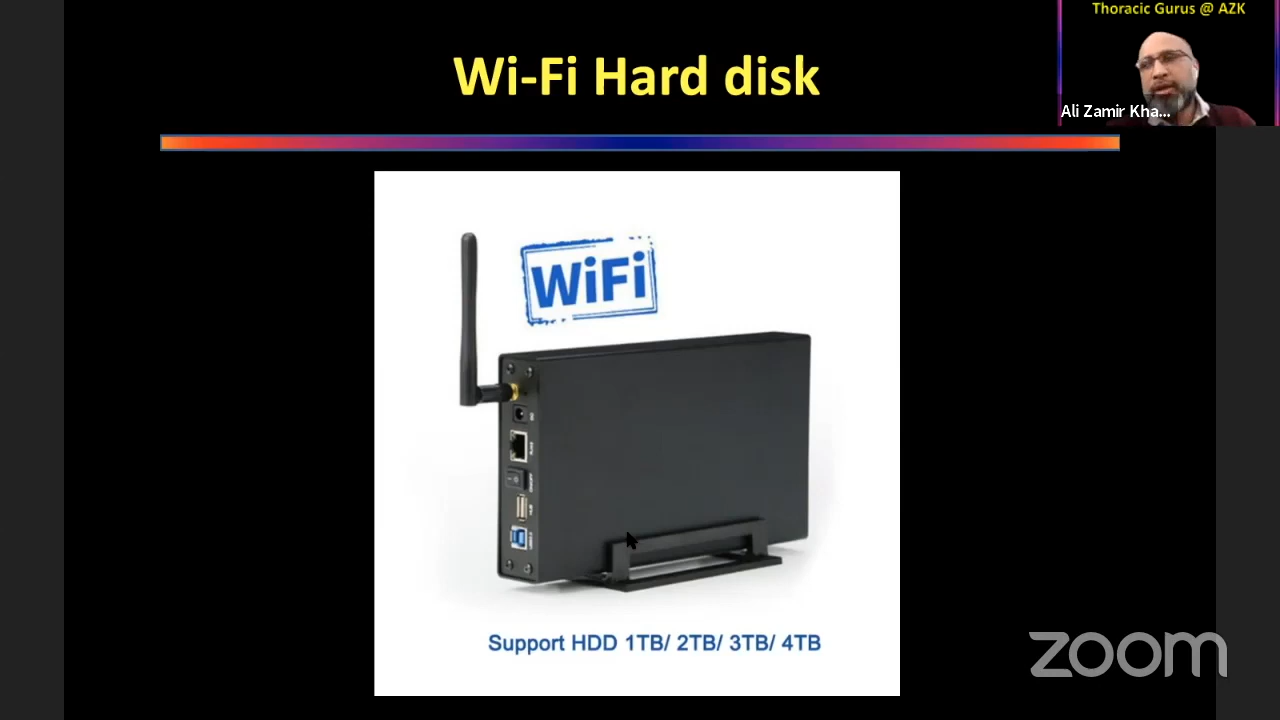 Thoracic Gurus @ AZK
Wi-Fi Hard disk
Ali Zamir Kha...
WiFi
Support HDD 1TB/ 2TB/ 3TB/ 4TB
zoom